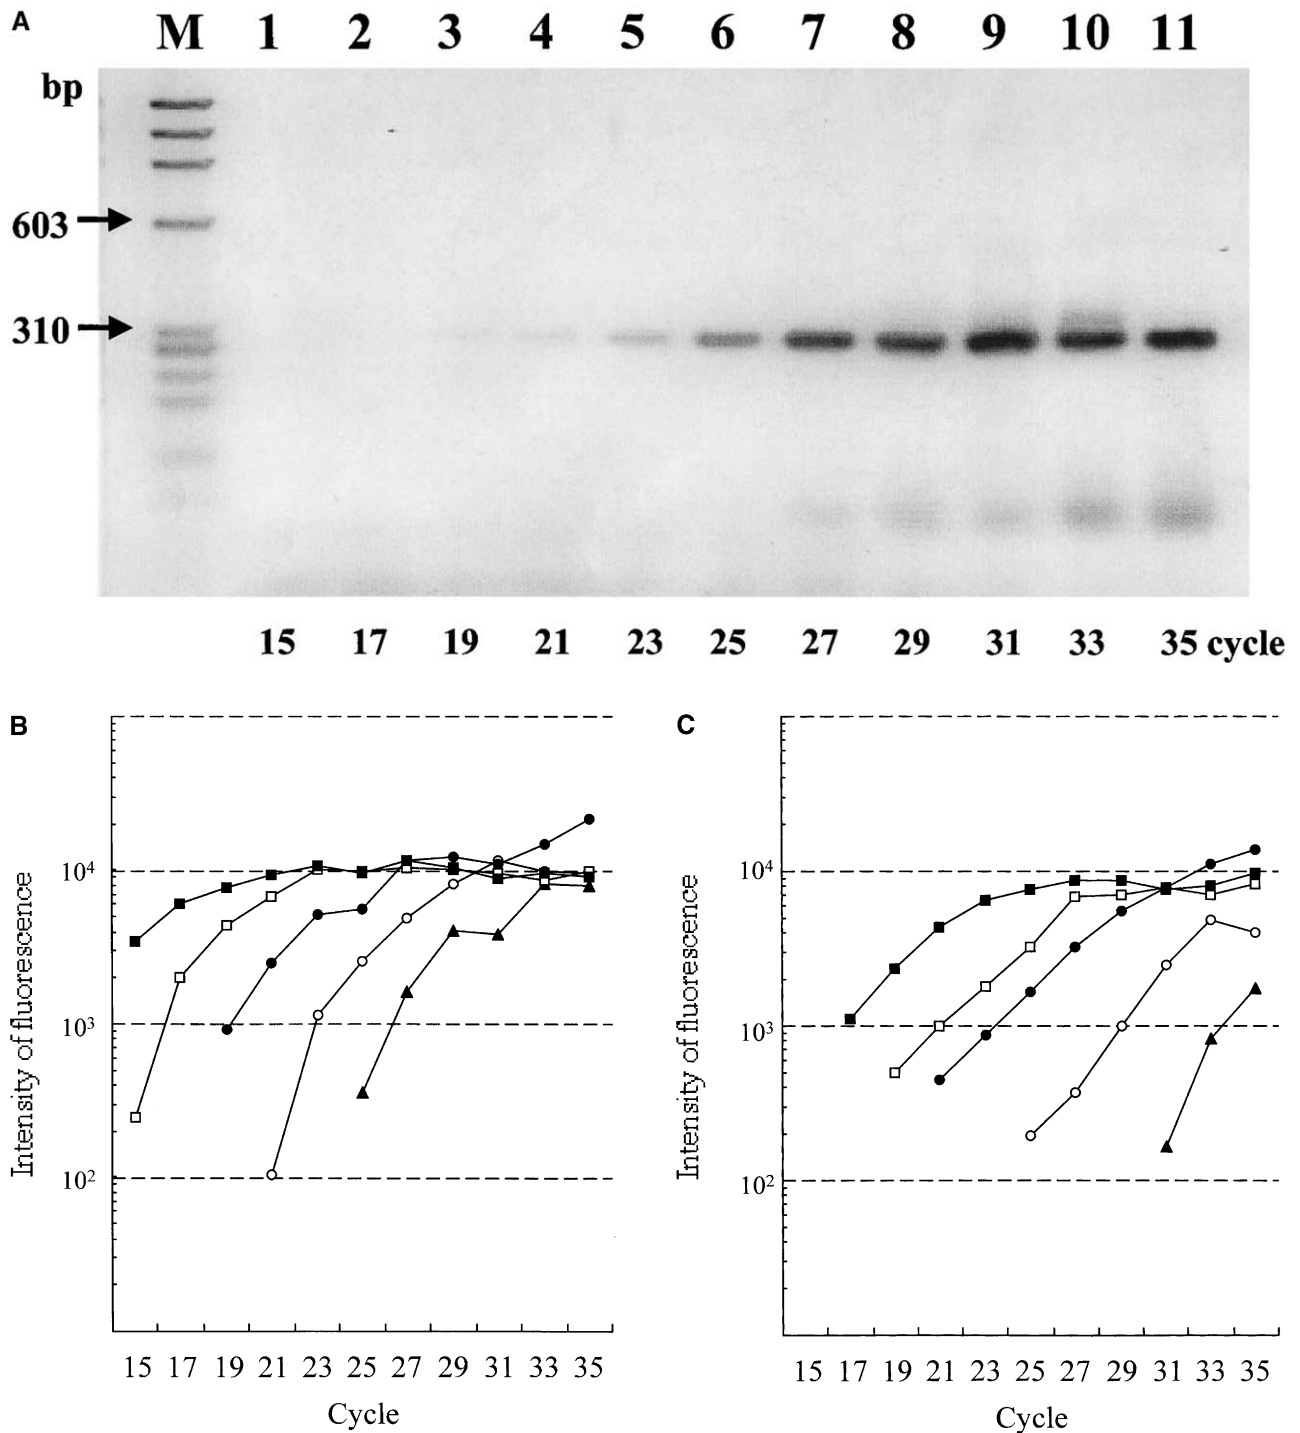 A
M 1 2 3 4 5 6 7 8 9 10 11
bp
603
310
15 17 19 21 23 25 27 29 31 33 35 cycle
B
Intensity of fluorescence
10⁴
10³
10²
15 17 19 21 23 25 27 29 31 33 35
Cycle
C
Intensity of fluorescence
10⁴
10³
10²
15 17 19 21 23 25 27 29 31 33 35
Cycle